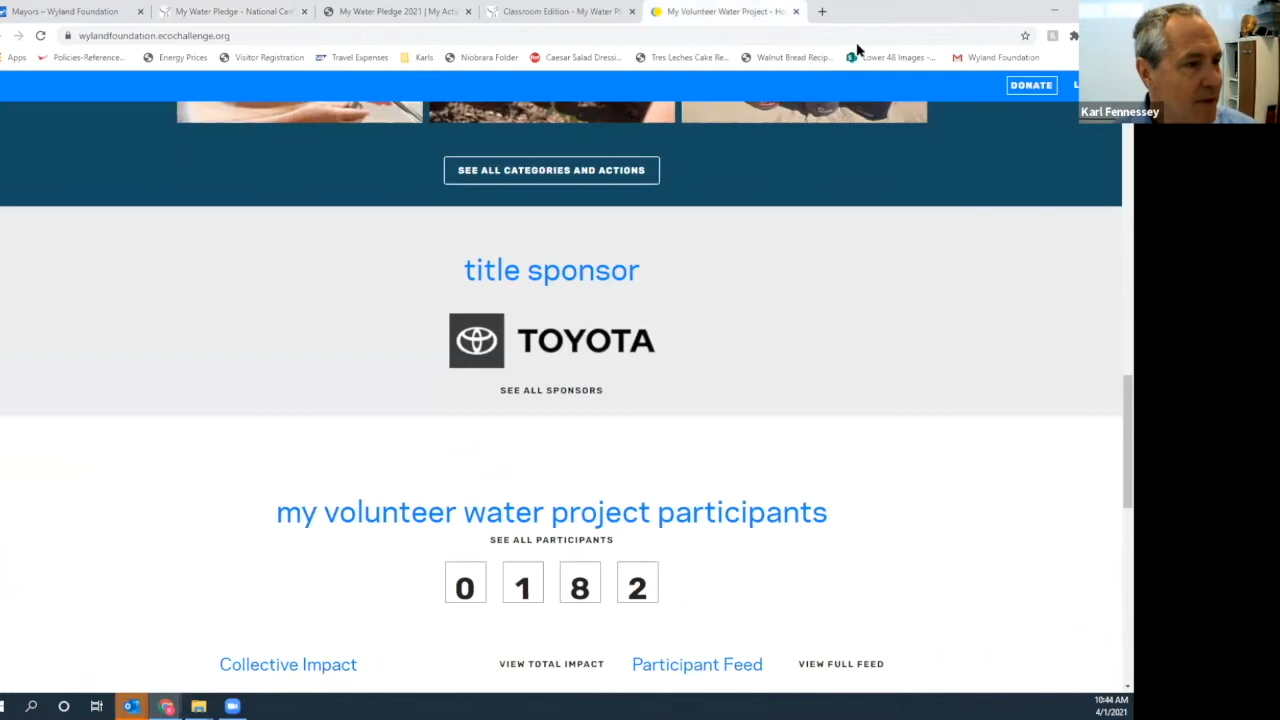 Mayors – Wyland Foundation
My Water Pledge - National Car
My Water Pledge 2021 | My Acti
Classroom Edition - My Water Pl
My Volunteer Water Project - Ho
wylandfoundation.ecochallenge.org
Apps
Policies-Reference...
Energy Prices
Visitor Registration
Travel Expenses
Karls
Niobrara Folder
Caesar Salad Dressi...
Tres Leches Cake Re...
Walnut Bread Recip...
Lower 48 Images -...
Wyland Foundation
DONATE
Karl Fennessey
SEE ALL CATEGORIES AND ACTIONS
title sponsor
TOYOTA
SEE ALL SPONSORS
my volunteer water project participants
SEE ALL PARTICIPANTS
0 1 8 2
Collective Impact
VIEW TOTAL IMPACT
Participant Feed
VIEW FULL FEED
10:44 AM
4/1/2021